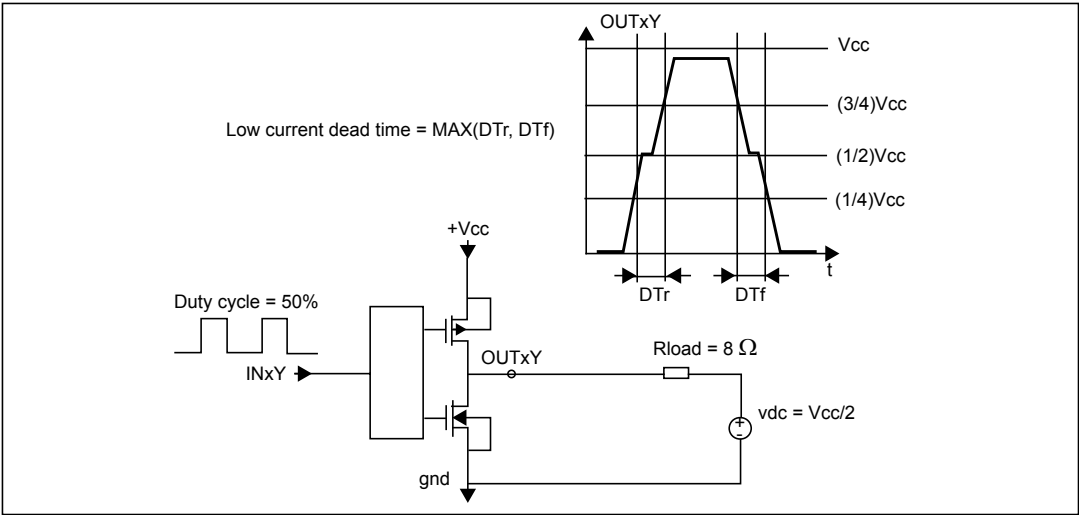 OUTxY
Vcc
(3/4)Vcc
Low current dead time = MAX(DTr, DTf)
(1/2)Vcc
(1/4)Vcc
+Vcc
t
DTr
DTf
Duty cycle = 50%
Rload = 8 Ω
OUTxY
INxY
vdc = Vcc/2
+
-
gnd